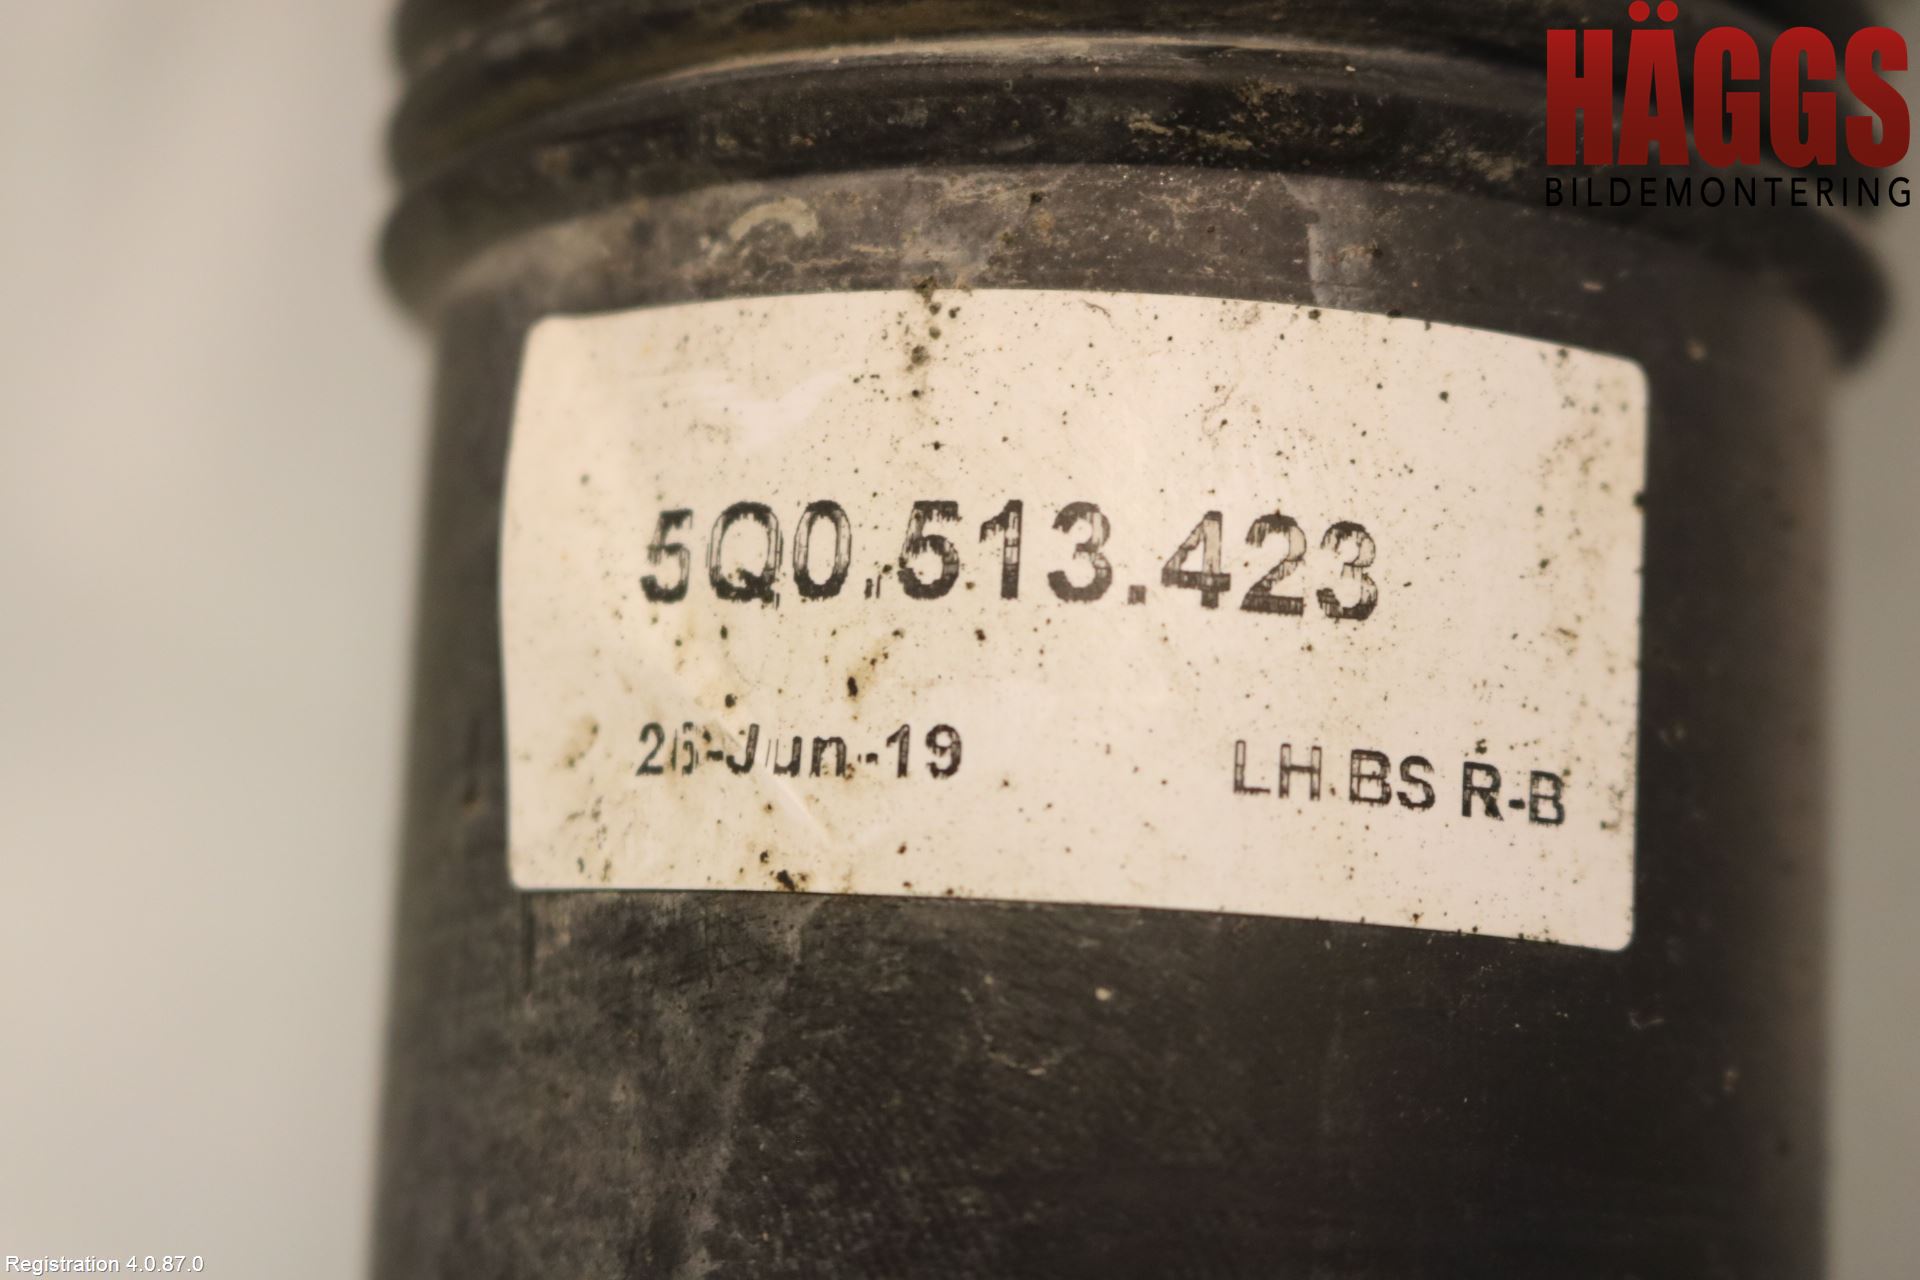 HÄGGS
BILDEMONTERING
5Q0.513.423
26-Jun.-19
LH BS R-B
Registration 4.0.87.0